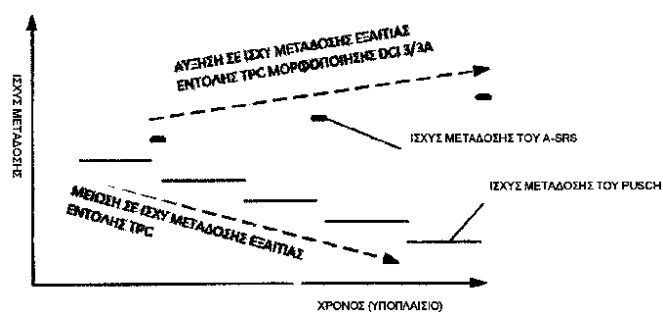 ΑΥΞΗΣΗ ΣΕ ΙΣΧΥ ΜΕΤΑΔΟΣΗΣ ΕΞΑΙΤΙΑΣ
ΕΝΤΟΛΗΣ TPC ΜΟΡΦΟΠΟΙΗΣΗΣ DCI 3/3A
ΙΣΧΥΣ ΜΕΤΑΔΟΣΗΣ
ΙΣΧΥΣ ΜΕΤΑΔΟΣΗΣ ΤΟΥ A-SRS
ΙΣΧΥΣ ΜΕΤΑΔΟΣΗΣ ΤΟΥ PUSCH
ΜΕΙΩΣΗ ΣΕ ΙΣΧΥ ΜΕΤΑΔΟΣΗΣ ΕΞΑΙΤΙΑΣ
ΕΝΤΟΛΗΣ TPC
ΧΡΟΝΟΣ (ΥΠΟΠΛΑΙΣΙΟ)